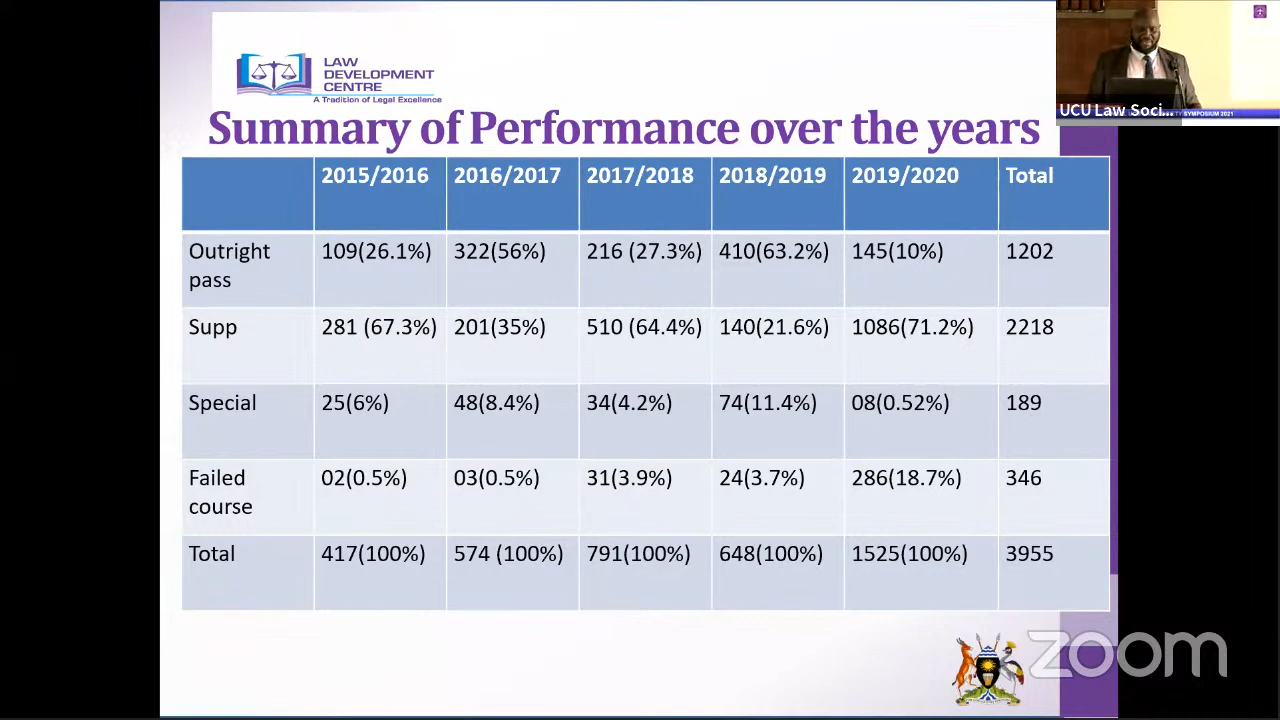 LAW
DEVELOPMENT
CENTRE
A Tradition of Legal Excellence
UCU Law Soci...
TY SYMPOSIUM 2021
Summary of Performance over the years
2015/2016 2016/2017 2017/2018 2018/2019 2019/2020 Total
Outright pass 109(26.1%) 322(56%) 216 (27.3%) 410(63.2%) 145(10%) 1202
Supp 281 (67.3%) 201(35%) 510 (64.4%) 140(21.6%) 1086(71.2%) 2218
Special 25(6%) 48(8.4%) 34(4.2%) 74(11.4%) 08(0.52%) 189
Failed course 02(0.5%) 03(0.5%) 31(3.9%) 24(3.7%) 286(18.7%) 346
Total 417(100%) 574 (100%) 791(100%) 648(100%) 1525(100%) 3955
zoom